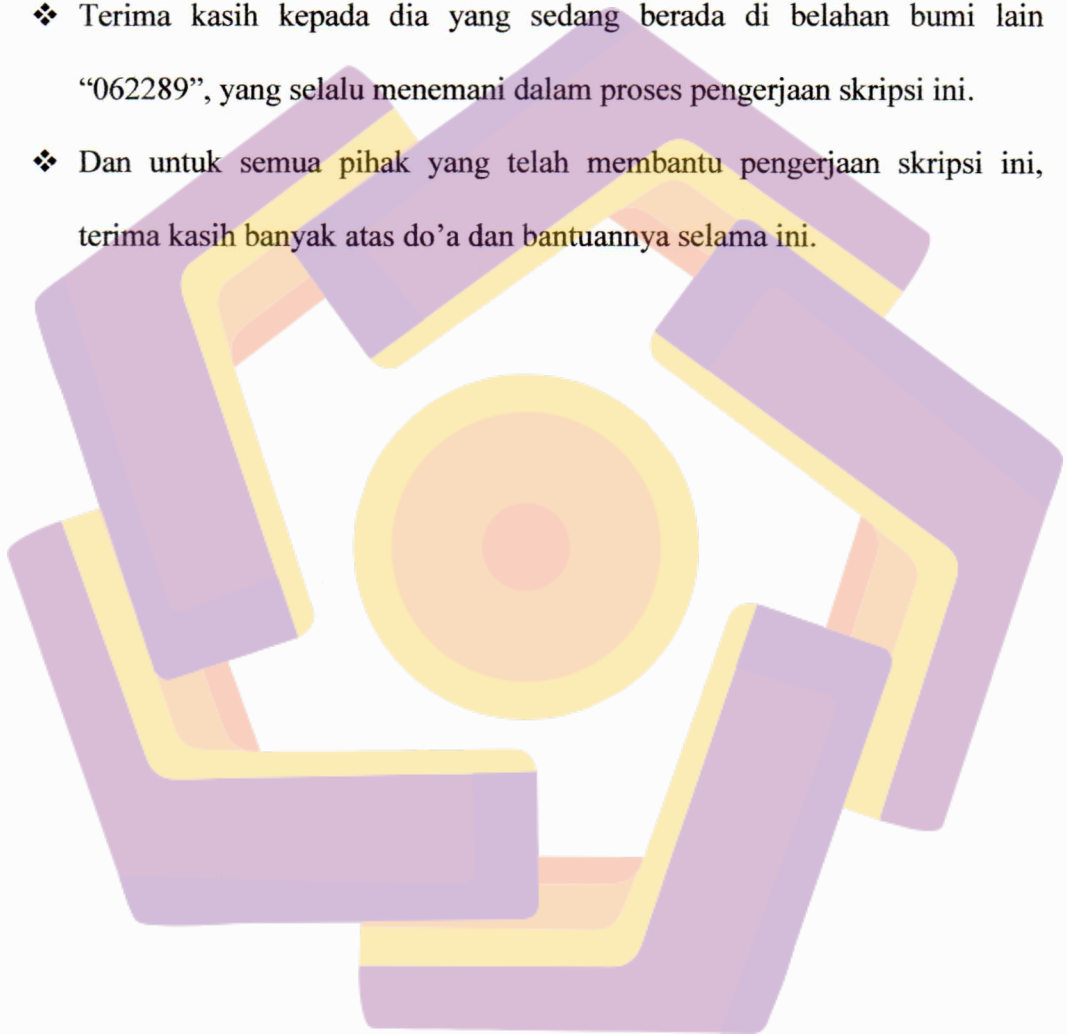 ❖ Terima kasih kepada dia yang sedang berada di belahan bumi lain
“062289”, yang selalu menemani dalam proses pengerjaan skripsi ini.
❖ Dan untuk semua pihak yang telah membantu pengerjaan skripsi ini,
terima kasih banyak atas do’a dan bantuannya selama ini.